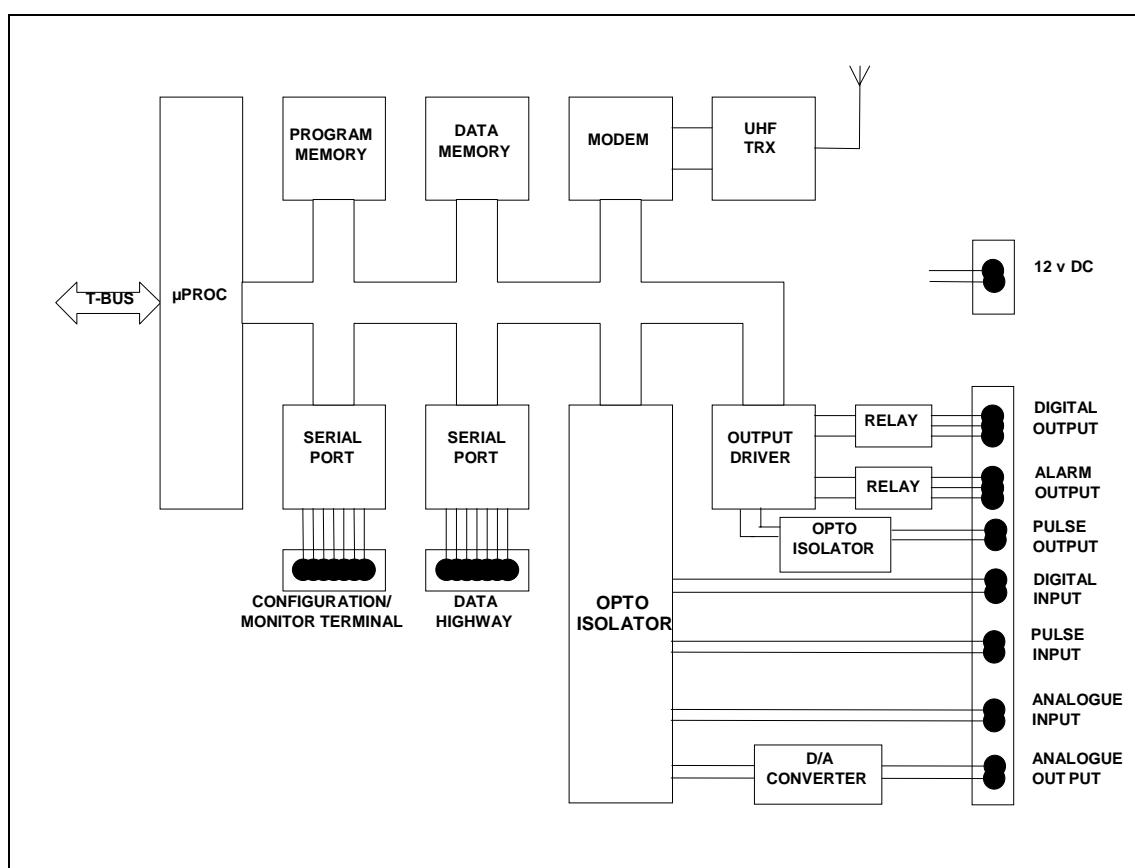 PROGRAM
MEMORY
DATA
MEMORY
MODEM
UHF
TRX
12 v DC
T-BUS
µPROC
SERIAL
PORT
SERIAL
PORT
OUTPUT
DRIVER
RELAY
DIGITAL
OUTPUT
RELAY
ALARM
OUTPUT
OPTO
ISOLATOR
PULSE
OUTPUT
CONFIGURATION/
MONITOR TERMINAL
DATA
HIGHWAY
OPTO
ISOLATOR
DIGITAL
INPUT
PULSE
INPUT
ANALOGUE
INPUT
D/A
CONVERTER
ANALOGUE
OUTPUT